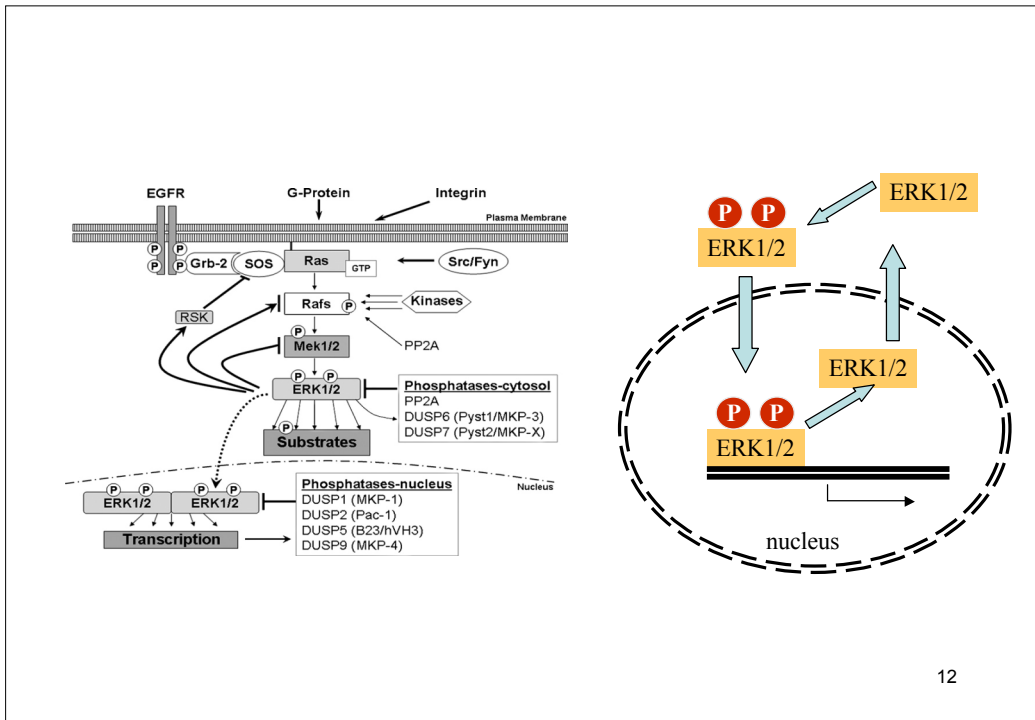 EGFR
G-Protein
Integrin
Plasma Membrane
P
P
P
P
Grb-2
SOS
Ras
GTP
Src/Fyn
RSK
Rafs
P
Kinases
P
Mek1/2
PP2A
P P
ERK1/2
Phosphatases-cytosol
PP2A
DUSP6 (Pyst1/MKP-3)
DUSP7 (Pyst2/MKP-X)
P
Substrates
Nucleus
P P P P
ERK1/2 ERK1/2
Phosphatases-nucleus
DUSP1 (MKP-1)
DUSP2 (Pac-1)
DUSP5 (B23/hVH3)
DUSP9 (MKP-4)
Transcription
ERK1/2
P P
ERK1/2
ERK1/2
P P
ERK1/2
nucleus
12